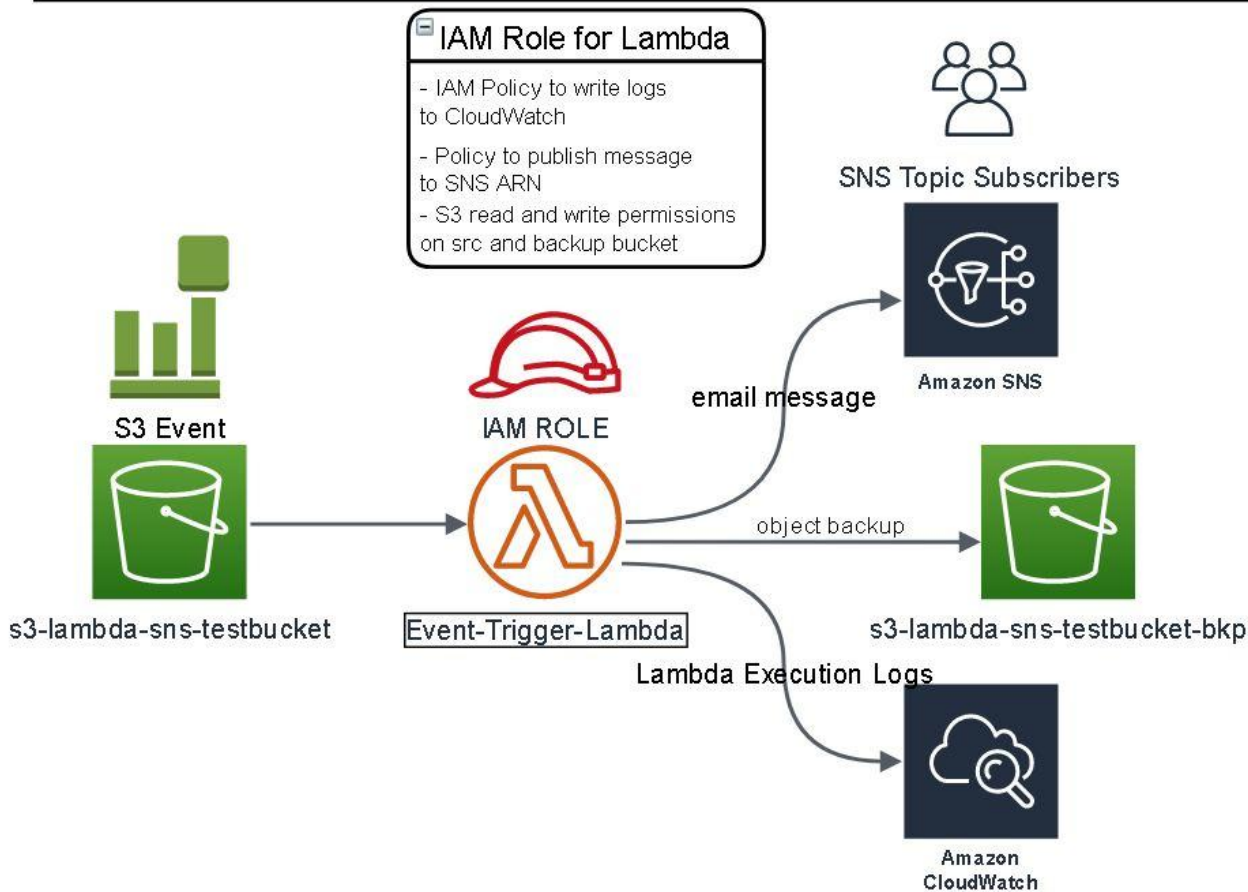 IAM Role for Lambda
- IAM Policy to write logs
to CloudWatch
- Policy to publish message
to SNS ARN
- S3 read and write permissions
on src and backup bucket
SNS Topic Subscribers
Amazon SNS
email message
S3 Event
IAM ROLE
object backup
s3-lambda-sns-testbucket
Event-Trigger-Lambda
s3-lambda-sns-testbucket-bkp
Lambda Execution Logs
Amazon
CloudWatch